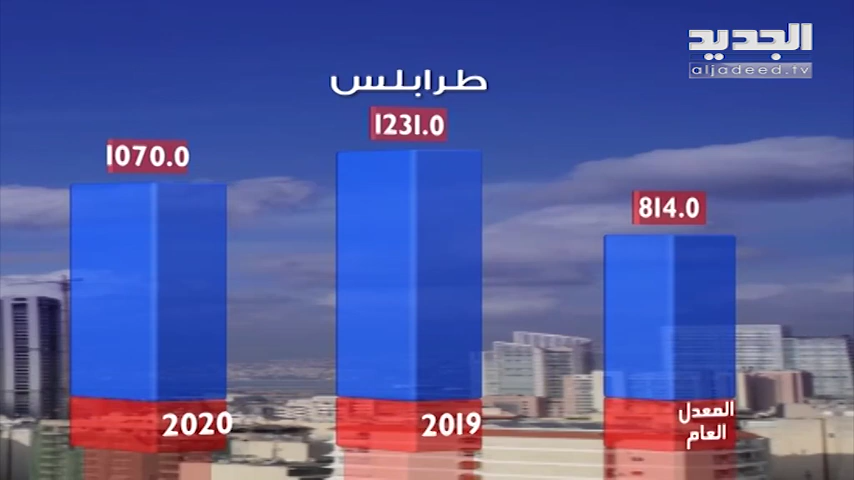 الجديد
aljadeed.tv
طرابلس
1231.0
1070.0
814.0
المعدل
العام
2019
2020